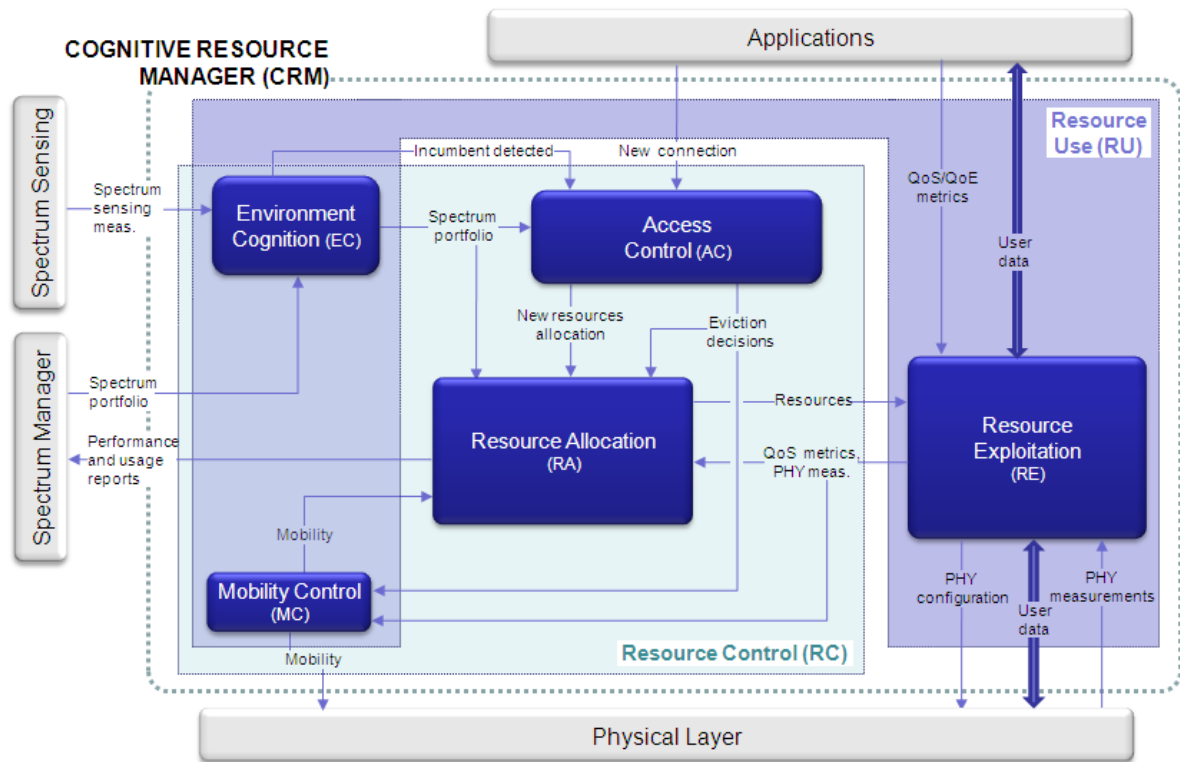 Applications
COGNITIVE RESOURCE
MANAGER (CRM)
Resource
Use (RU)
Spectrum Sensing
Incumbent detected
New connection
Spectrum
sensing
meas.
Environment
Cognition (EC)
Spectrum
portfolio
Access
Control (AC)
QoS/QoE
metrics
User
data
New resources
allocation
Eviction
decisions
Spectrum Manager
Spectrum
portfolio
Performance
and usage
reports
Resource Allocation
(RA)
Resources
QoS metrics,
PHY meas.
Resource
Exploitation
(RE)
Mobility
Mobility Control
(MC)
Mobility
Resource Control (RC)
PHY
configuration
User
data
PHY
measurements
Physical Layer